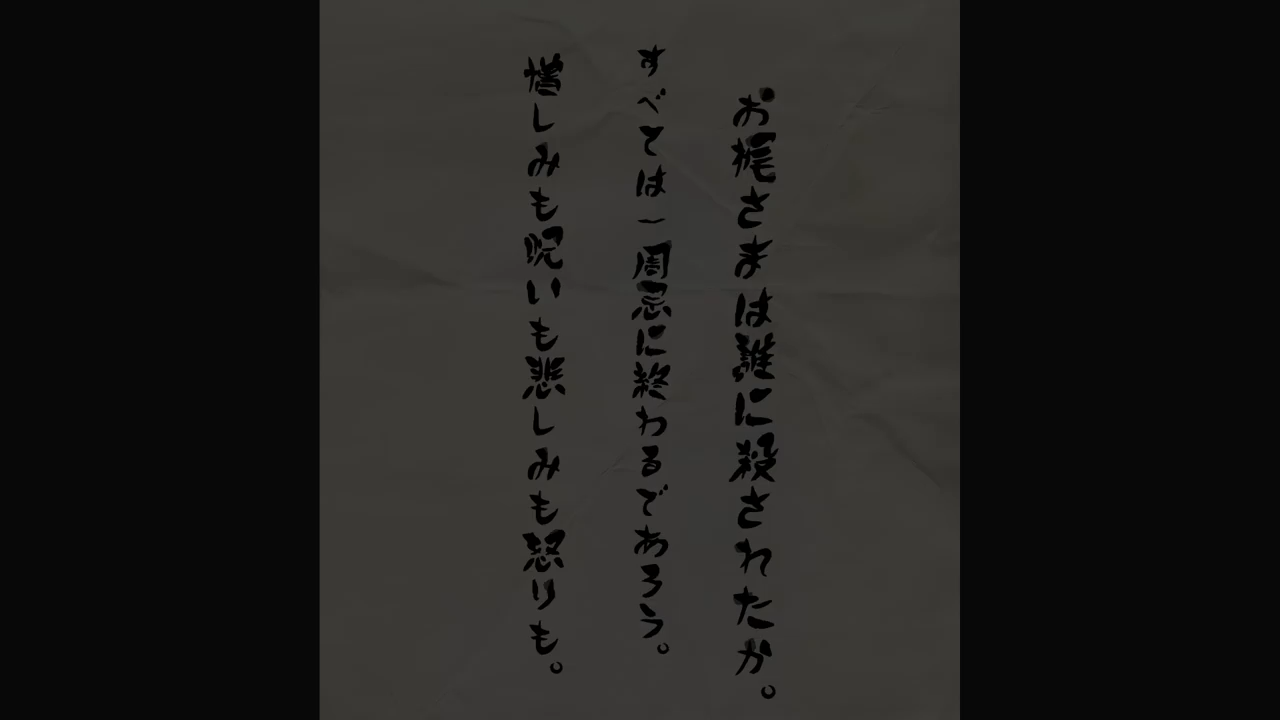 お梶さまは誰に殺されたか。
すべては一周忌に終わるであろう。
憎しみも呪いも悲しみも怒りも。